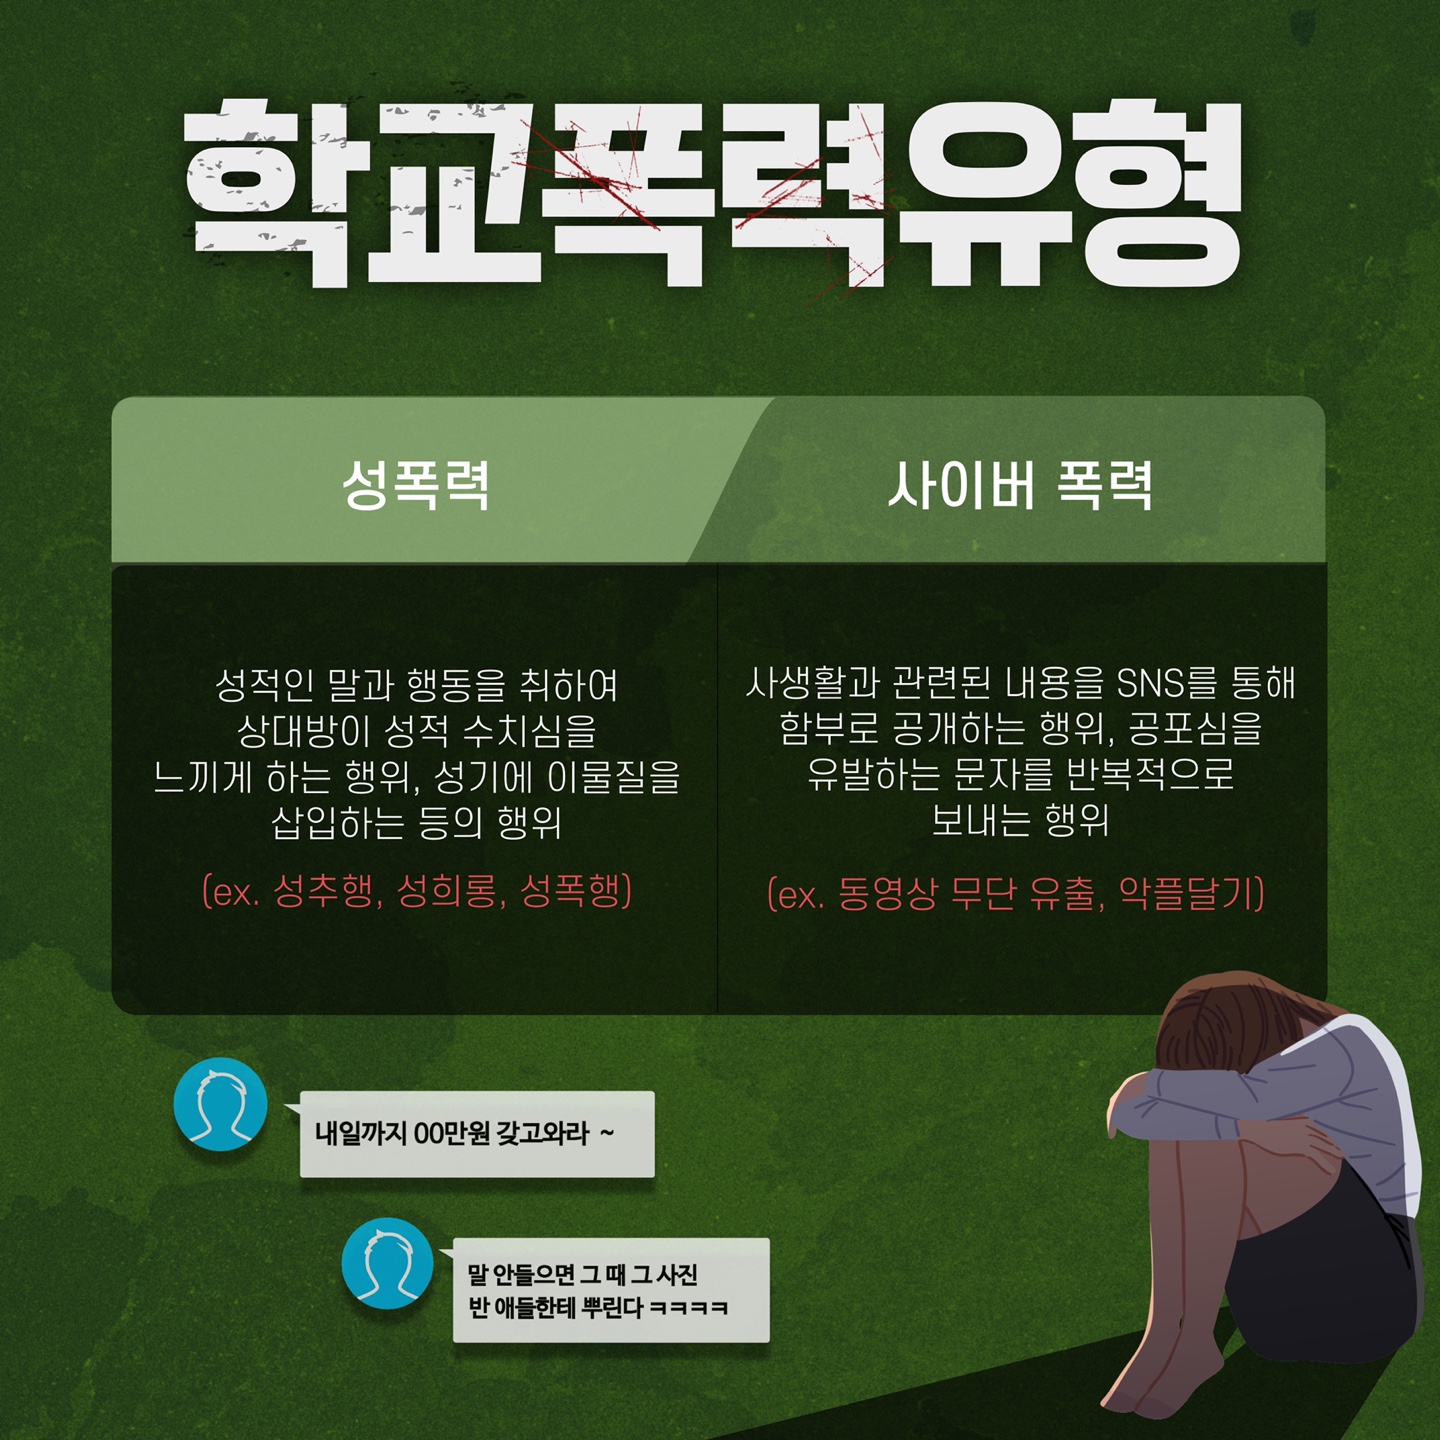 학교폭력유형
성폭력
사이버 폭력
성적인 말과 행동을 취하여
상대방이 성적 수치심을
느끼게 하는 행위, 성기에 이물질을
삽입하는 등의 행위
(ex. 성추행, 성희롱, 성폭행)
사생활과 관련된 내용을 SNS를 통해
함부로 공개하는 행위, 공포심을
유발하는 문자를 반복적으로
보내는 행위
(ex. 동영상 무단 유출, 악플달기)
내일까지 00만원 갖고와라 ~
말 안들으면 그 때 그 사진
반 애들한테 뿌린다 ㅋㅋㅋㅋ